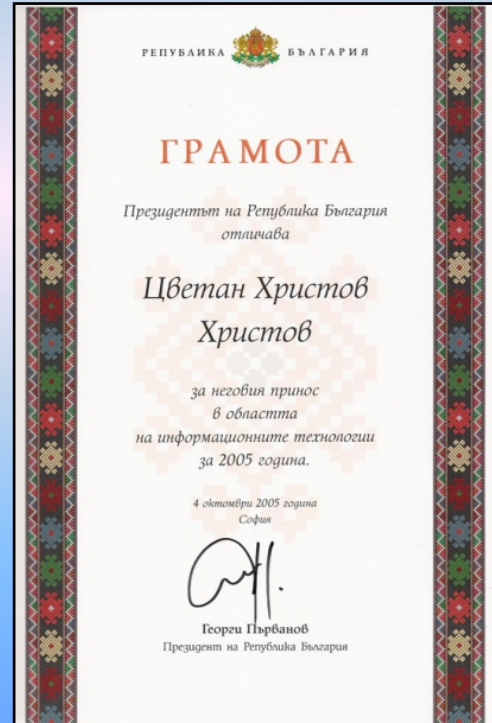 РЕПУБЛИКА БЪЛГАРИЯ
ГРАМОТА
Президентът на Република България
отличава
Цветан Христов
Христов
за неговия принос
в областта
на информационните технологии
за 2005 година.
4 октомври 2005 година
София
Георги Първанов
Президент на Република България